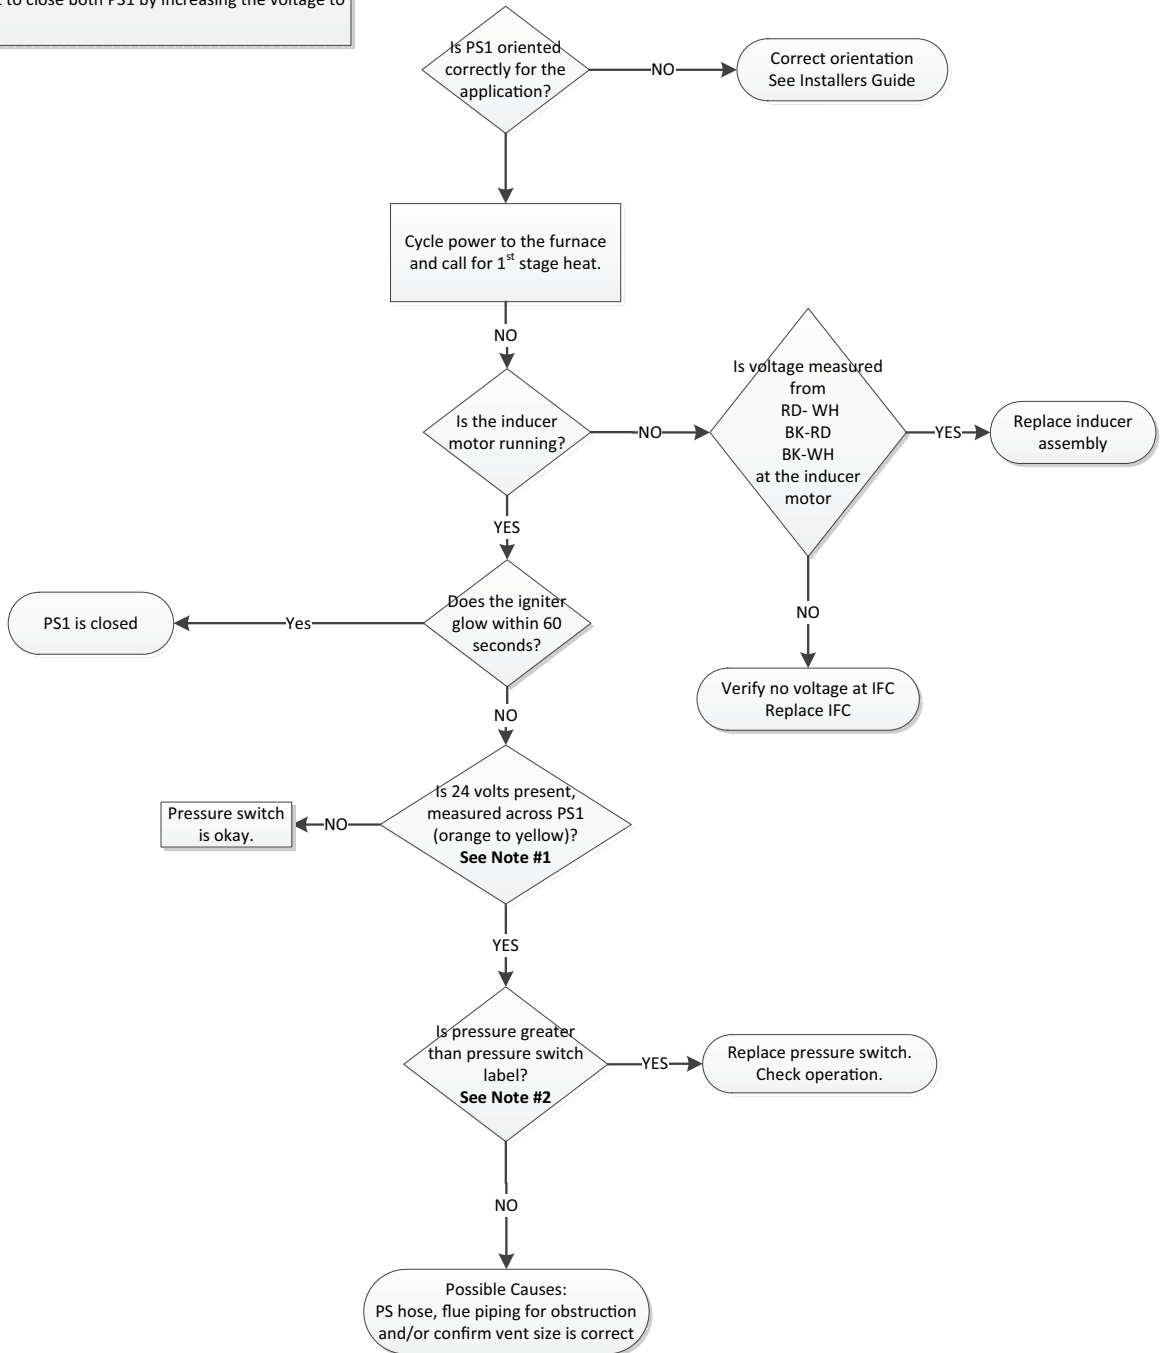 to close both PS1 by increasing the voltage to
Is PS1 oriented
correctly for the
application?
NO
Correct orientation
See Installers Guide
Cycle power to the furnace
and call for 1st stage heat.
NO
Is the inducer
motor running?
NO
Is voltage measured
from
RD- WH
BK-RD
BK-WH
at the inducer
motor
YES
Replace inducer
assembly
YES
NO
Verify no voltage at IFC
Replace IFC
Does the igniter
glow within 60
seconds?
Yes
PS1 is closed
NO
Is 24 volts present,
measured across PS1
(orange to yellow)?
See Note #1
NO
Pressure switch
is okay.
YES
Is pressure greater
than pressure switch
label?
See Note #2
YES
Replace pressure switch.
Check operation.
NO
Possible Causes:
PS hose, flue piping for obstruction
and/or confirm vent size is correct